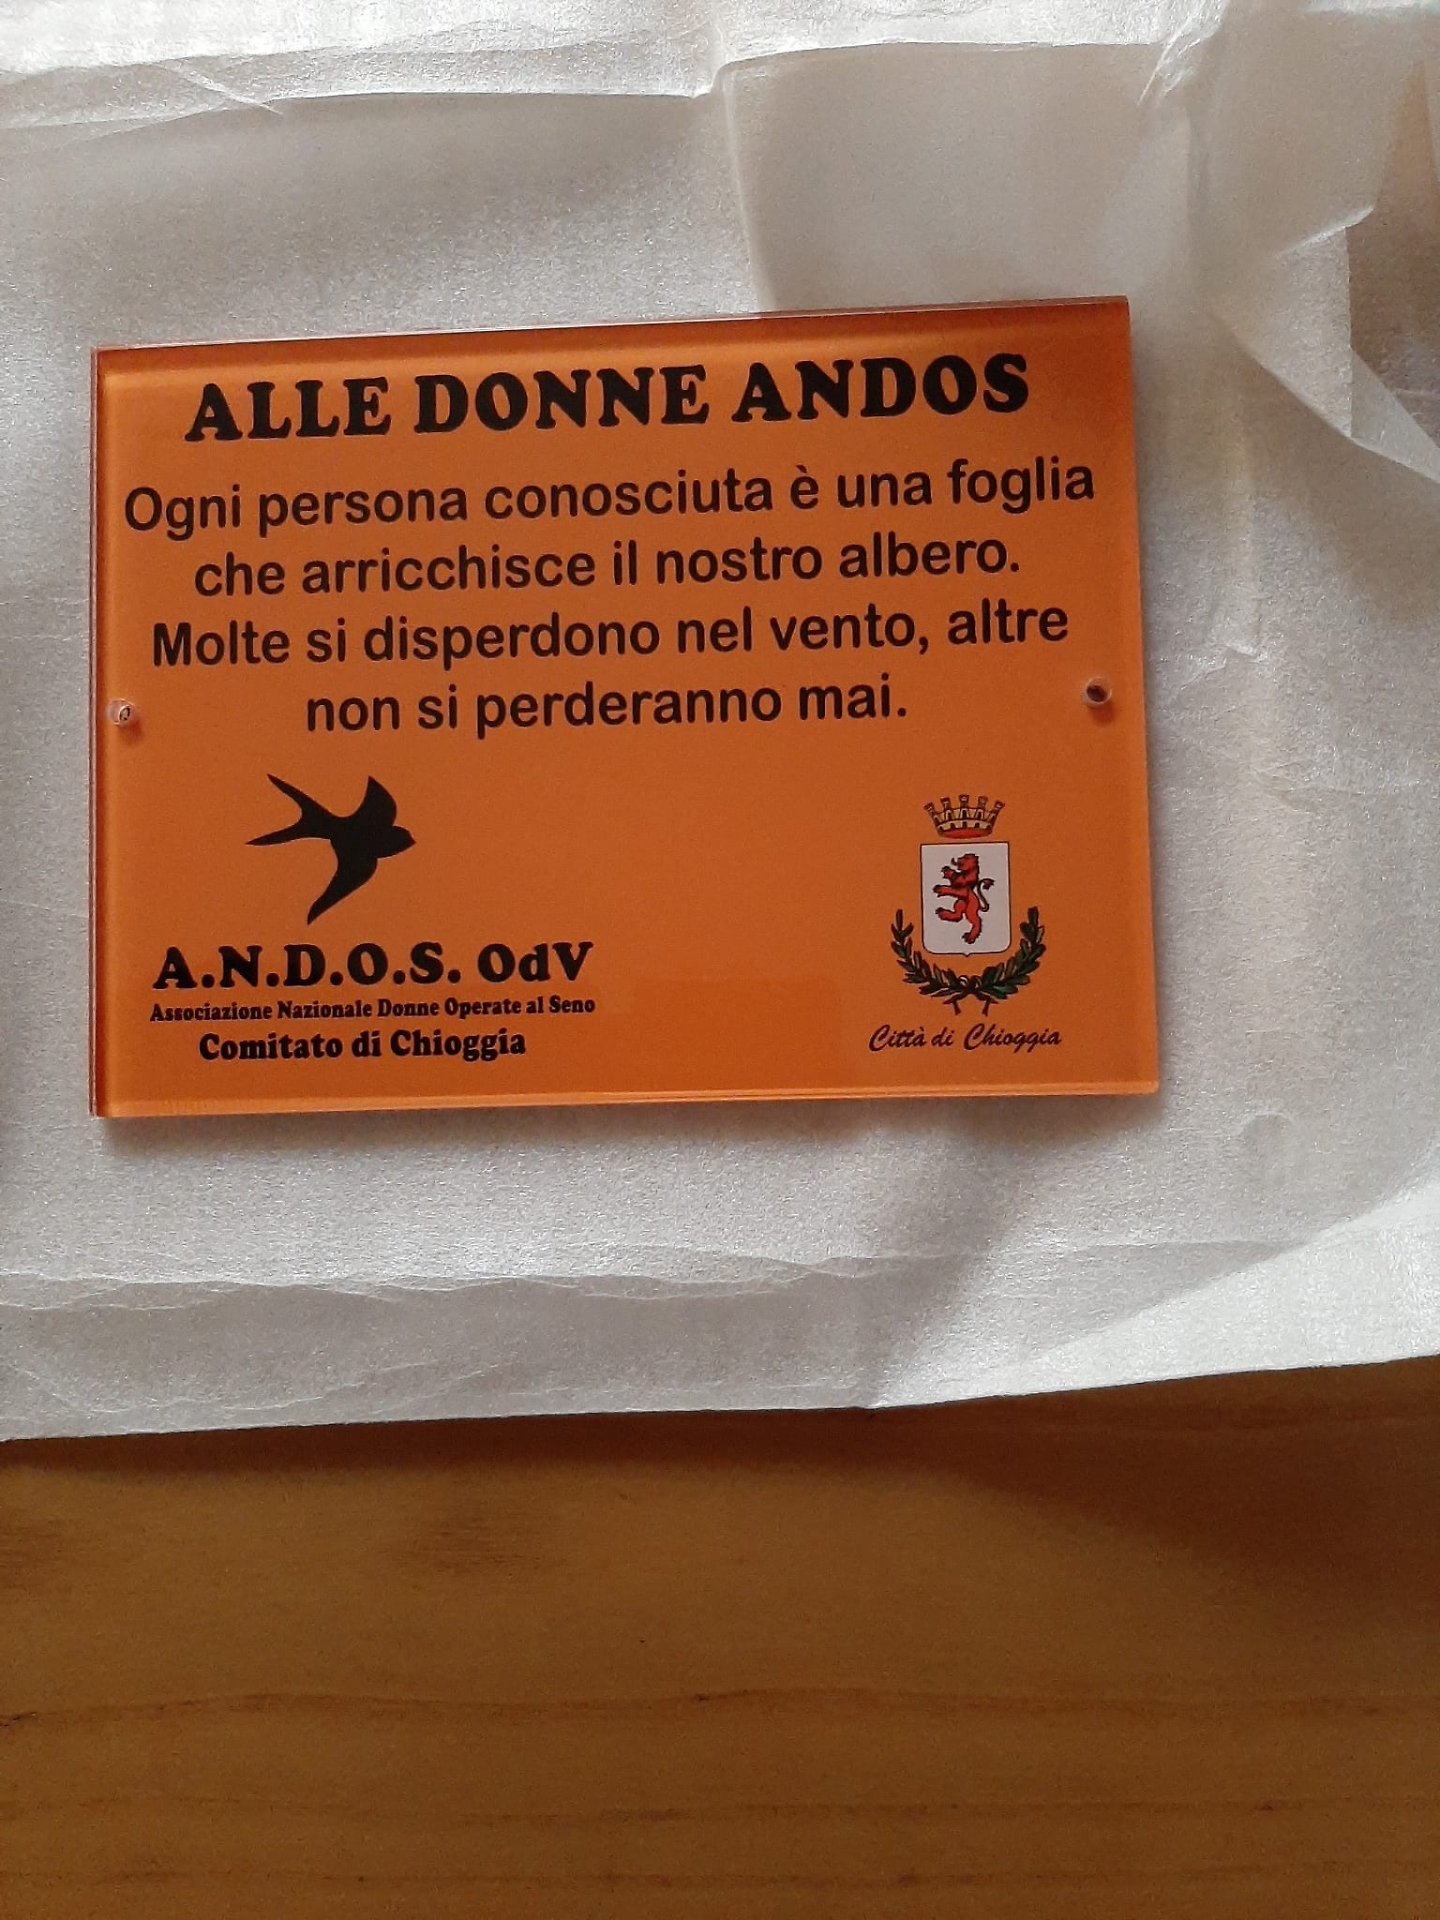 ALLE DONNE ANDOS
Ogni persona conosciuta è una foglia
che arricchisce il nostro albero.
Molte si disperdono nel vento, altre
non si perderanno mai.
A.N.D.O.S. OdV
Associazione Nazionale Donne Operate al Seno
Comitato di Chioggia
Città di Chioggia